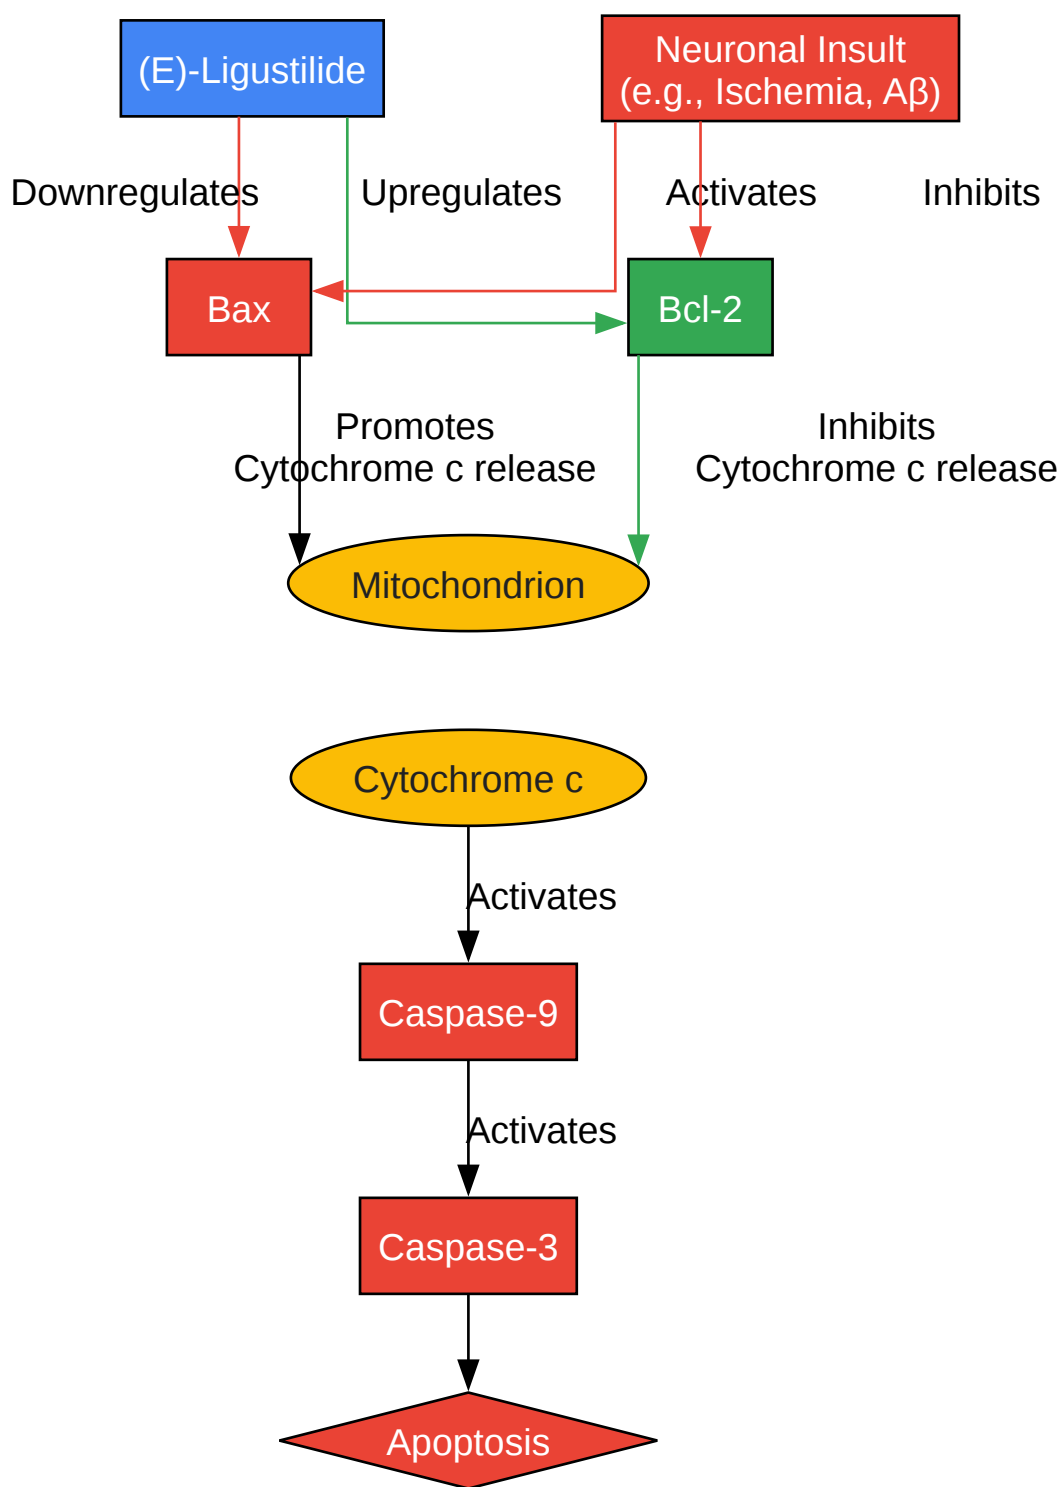 (E)-Ligustilide
Neuronal Insult
(e.g., Ischemia, Aβ)
Downregulates
Upregulates
Activates
Inhibits
Bax
Bcl-2
Promotes
Cytochrome c release
Inhibits
Cytochrome c release
Mitochondrion
Cytochrome c
Activates
Caspase-9
Activates
Caspase-3
Apoptosis